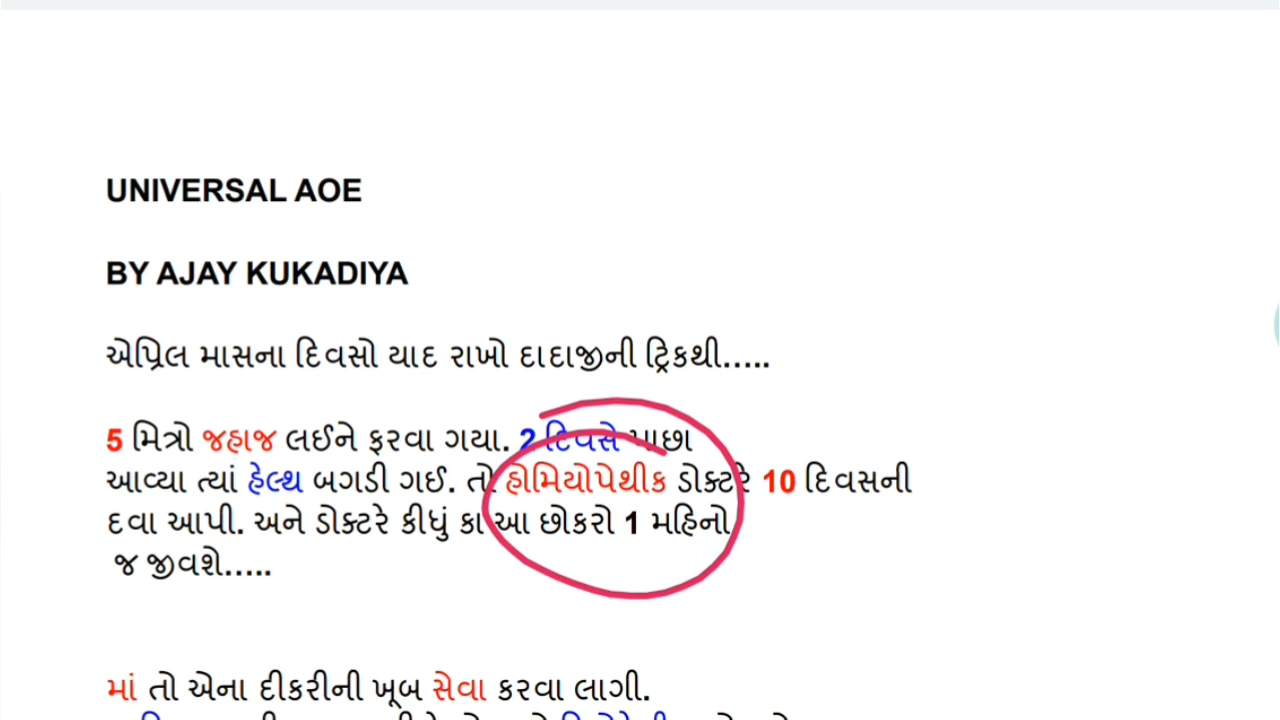 UNIVERSAL AOE
BY AJAY KUKADIYA
એપ્રિલ માસના દિવસો યાદ રાખો દાદાજીની ટ્રિકથી.....
5 મિત્રો જહાજ લઈને ફરવા ગયા. 2 દિવસે પાછા
આવ્યા ત્યાં હેલ્થ બગડી ગઈ. તો હોમિયોપેથીક ડોક્ટરે 10 દિવસની
દવા આપી. અને ડોક્ટરે કીધું કા આ છોકરો 1 મહિનો
જ જીવશે.....
માં તો એના દીકરીની ખૂબ સેવા કરવા લાગી.